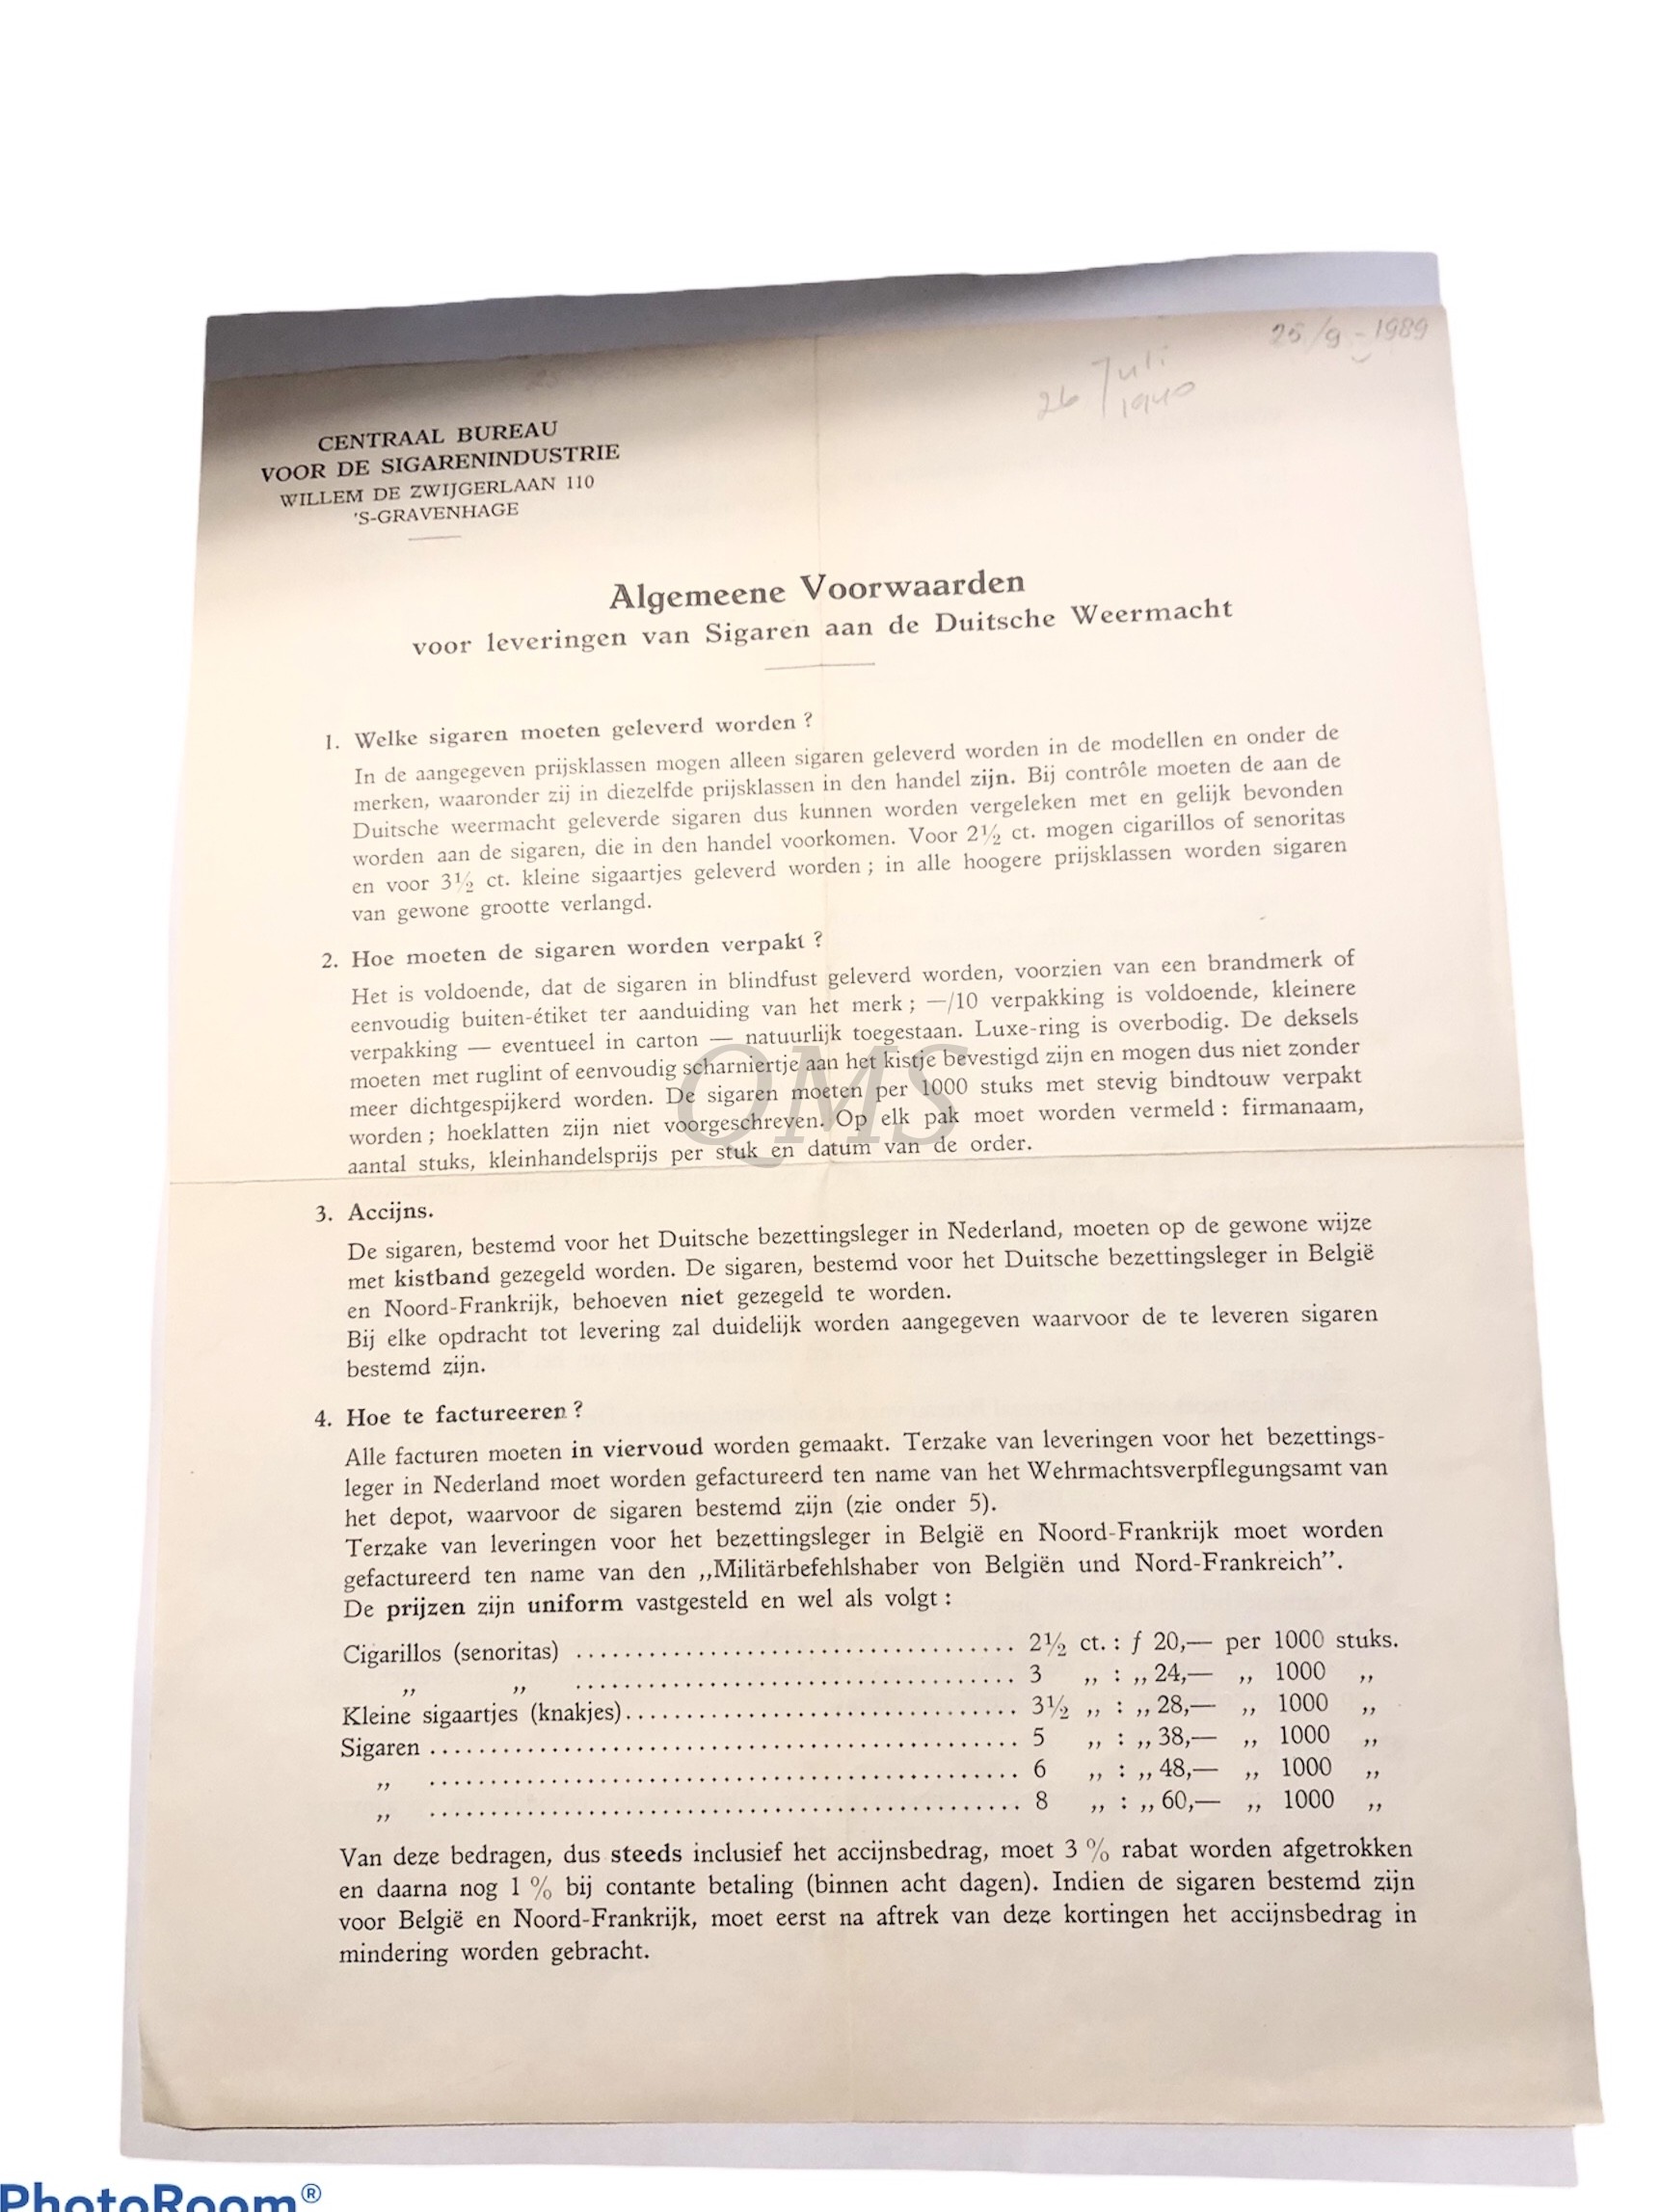 25/9-1989
26 Juli
1940
CENTRAAL BUREAU
VOOR DE SIGARENINDUSTRIE
WILLEM DE ZWIJGERLAAN 110
'S-GRAVENHAGE
Algemeene Voorwaarden
voor leveringen van Sigaren aan de Duitsche Weermacht
1. Welke sigaren moeten geleverd worden ?
In de aangegeven prijsklassen mogen alleen sigaren geleverd worden in de modellen en onder de
merken, waaronder zij in diezelfde prijsklassen in den handel zijn. Bij contrôle moeten de aan de
Duitsche weermacht geleverde sigaren dus kunnen worden vergeleken met en gelijk bevonden
worden aan de sigaren, die in den handel voorkomen. Voor 2½ ct. mogen cigarillos of senoritas
en voor 3½ ct. kleine sigaartjes geleverd worden ; in alle hoogere prijsklassen worden sigaren
van gewone grootte verlangd.
2. Hoe moeten de sigaren worden verpakt ?
Het is voldoende, dat de sigaren in blindfust geleverd worden, voorzien van een brandmerk of
eenvoudig buiten-étiket ter aanduiding van het merk ; —/10 verpakking is voldoende, kleinere
verpakking — eventueel in carton — natuurlijk toegestaan. Luxe-ring is overbodig. De deksels
moeten met ruglint of eenvoudig scharniertje aan het kistje bevestigd zijn en mogen dus niet zonder
meer dichtgespijkerd worden. De sigaren moeten per 1000 stuks met stevig bindtouw verpakt
worden ; hoeklatten zijn niet voorgeschreven. Op elk pak moet worden vermeld : firmanaam,
aantal stuks, kleinhandelsprijs per stuk en datum van de order.
QMS
3. Accijns.
De sigaren, bestemd voor het Duitsche bezettingsleger in Nederland, moeten op de gewone wijze
met kistband gezegeld worden. De sigaren, bestemd voor het Duitsche bezettingsleger in België
en Noord-Frankrijk, behoeven niet gezegeld te worden.
Bij elke opdracht tot levering zal duidelijk worden aangegeven waarvoor de te leveren sigaren
bestemd zijn.
4. Hoe te factureeren ?
Alle facturen moeten in viervoud worden gemaakt. Terzake van leveringen voor het bezettings-
leger in Nederland moet worden gefactureerd ten name van het Wehrmachtsverpflegungsamt van
het depot, waarvoor de sigaren bestemd zijn (zie onder 5).
Terzake van leveringen voor het bezettingsleger in België en Noord-Frankrijk moet worden
gefactureerd ten name van den ,,Militärbefehlshaber von Belgiën und Nord-Frankreich”.
De prijzen zijn uniform vastgesteld en wel als volgt :
Cigarillos (senoritas) .................................... 2½ ct. : f 20,— per 1000 stuks.
,, ,, .................................... 3 ,, : ,, 24,— ,, 1000 ,,
Kleine sigaartjes (knakjes)................................ 3½ ,, : ,, 28,— ,, 1000 ,,
Sigaren ................................................ 5 ,, : ,, 38,— ,, 1000 ,,
,, ................................................ 6 ,, : ,, 48,— ,, 1000 ,,
,, ................................................ 8 ,, : ,, 60,— ,, 1000 ,,
Van deze bedragen, dus steeds inclusief het accijnsbedrag, moet 3 % rabat worden afgetrokken
en daarna nog 1 % bij contante betaling (binnen acht dagen). Indien de sigaren bestemd zijn
voor België en Noord-Frankrijk, moet eerst na aftrek van deze kortingen het accijnsbedrag in
mindering worden gebracht.
PhotoRoom®